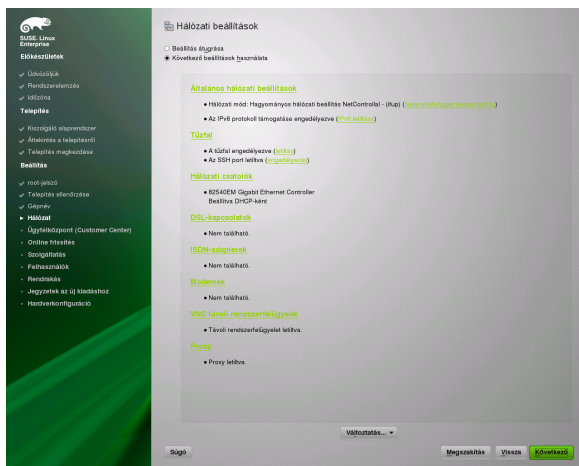 SUSE. Linux
Enterprise
Előkészületek
Üdvözöljük
Rendszerelemzés
Időzóna
Telepítés
Kiszolgáló alaprendszer
Áttekintés a telepítésről
Telepítés megkezdése
Beállítás
root-jelszó
Telepítés ellenőrzése
Gépnév
Hálózat
Ügyfélközpont (Customer Center)
Online frissítés
Szolgáltatás
Felhasználók
Rendrakás
Jegyzetek az új kiadáshoz
Hardverkonfiguráció
Hálózati beállítások
Beállítás átugrása
Következő beállítások használata
Általános hálózati beállítások
Hálózati mód: Hagyományos hálózati beállítás NetControllal - (ifup) (NetworkManager bekapcsolása)
Az IPv6 protokoll támogatása engedélyezve (IPv6 letiltása)
Tűzfal
A tűzfal engedélyezve (letiltás)
Az SSH port letiltva (engedélyezés)
Hálózati csatolók
82540EM Gigabit Ethernet Controller
Beállítva DHCP-ként
DSL-kapcsolatok
Nem található.
ISDN-adapterek
Nem található.
Modemek
Nem található.
VNC távoli rendszerfelügyelet
Távoli rendszerfelügyelet letiltva.
Proxy
Proxy letiltva.
Változtatás...
Súgó
Megszakítás
Vissza
Következő